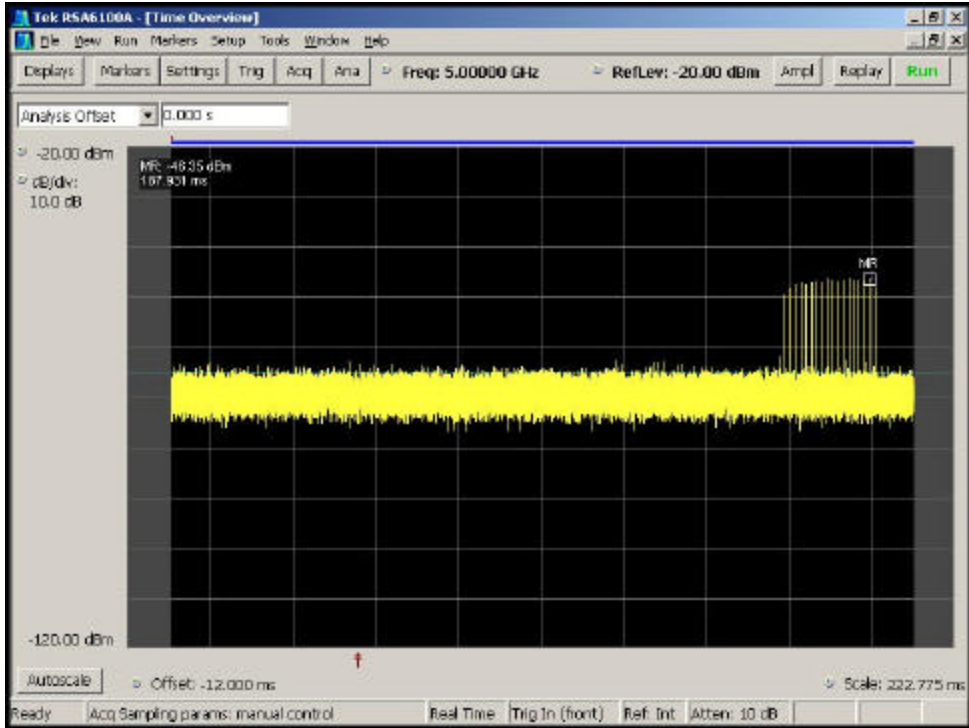 Tek RSA6100A - [Time Overview]
File View Run Markers Setup Tools Window Help
Displays Markers Settings Trig Acq Ana Freq: 5.00000 GHz RefLev: -20.00 dBm Ampl Replay Run
Analysis Offset 0.000 s
-20.00 dBm
dB/div:
10.0 dB
MR: -46.35 dBm
187.931 ms
MR
-120.00 dBm
Autoscale Offset: -12.000 ms Scale: 222.775 ms
Ready Acq Sampling params: manual control Real Time Trig In (front) Ref: Int Atten: 10 dB